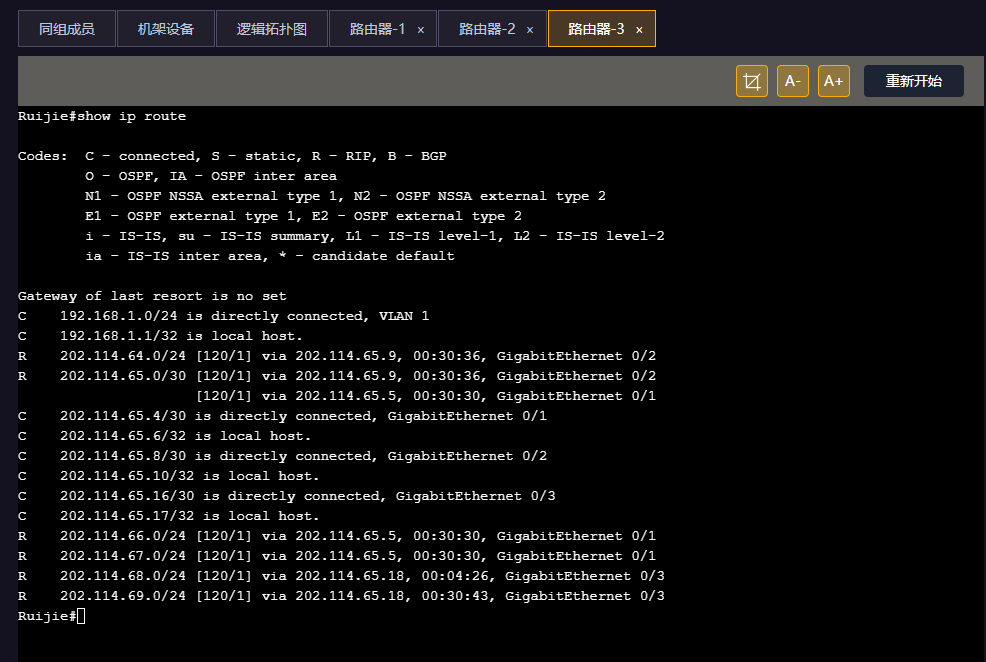 同组成员 机架设备 逻辑拓扑图 路由器-1 × 路由器-2 × 路由器-3 ×
A- A+ 重新开始
Ruijie#show ip route
Codes:  C - connected, S - static, R - RIP, B - BGP
        O - OSPF, IA - OSPF inter area
        N1 - OSPF NSSA external type 1, N2 - OSPF NSSA external type 2
        E1 - OSPF external type 1, E2 - OSPF external type 2
        i - IS-IS, su - IS-IS summary, L1 - IS-IS level-1, L2 - IS-IS level-2
        ia - IS-IS inter area, * - candidate default
Gateway of last resort is no set
C    192.168.1.0/24 is directly connected, VLAN 1
C    192.168.1.1/32 is local host.
R    202.114.64.0/24 [120/1] via 202.114.65.9, 00:30:36, GigabitEthernet 0/2
R    202.114.65.0/30 [120/1] via 202.114.65.9, 00:30:36, GigabitEthernet 0/2
                     [120/1] via 202.114.65.5, 00:30:30, GigabitEthernet 0/1
C    202.114.65.4/30 is directly connected, GigabitEthernet 0/1
C    202.114.65.6/32 is local host.
C    202.114.65.8/30 is directly connected, GigabitEthernet 0/2
C    202.114.65.10/32 is local host.
C    202.114.65.16/30 is directly connected, GigabitEthernet 0/3
C    202.114.65.17/32 is local host.
R    202.114.66.0/24 [120/1] via 202.114.65.5, 00:30:30, GigabitEthernet 0/1
R    202.114.67.0/24 [120/1] via 202.114.65.5, 00:30:30, GigabitEthernet 0/1
R    202.114.68.0/24 [120/1] via 202.114.65.18, 00:04:26, GigabitEthernet 0/3
R    202.114.69.0/24 [120/1] via 202.114.65.18, 00:30:43, GigabitEthernet 0/3
Ruijie#